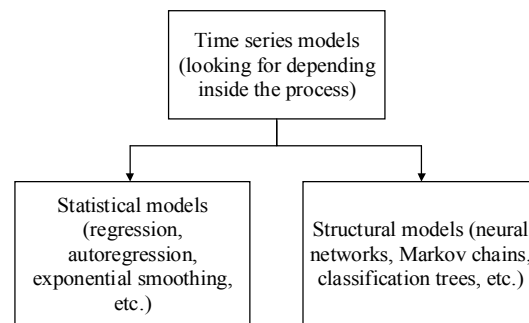 Time series models
(looking for depending
inside the process)
Statistical models
(regression,
autoregression,
exponential smoothing,
etc.)
Structural models (neural
networks, Markov chains,
classification trees, etc.)